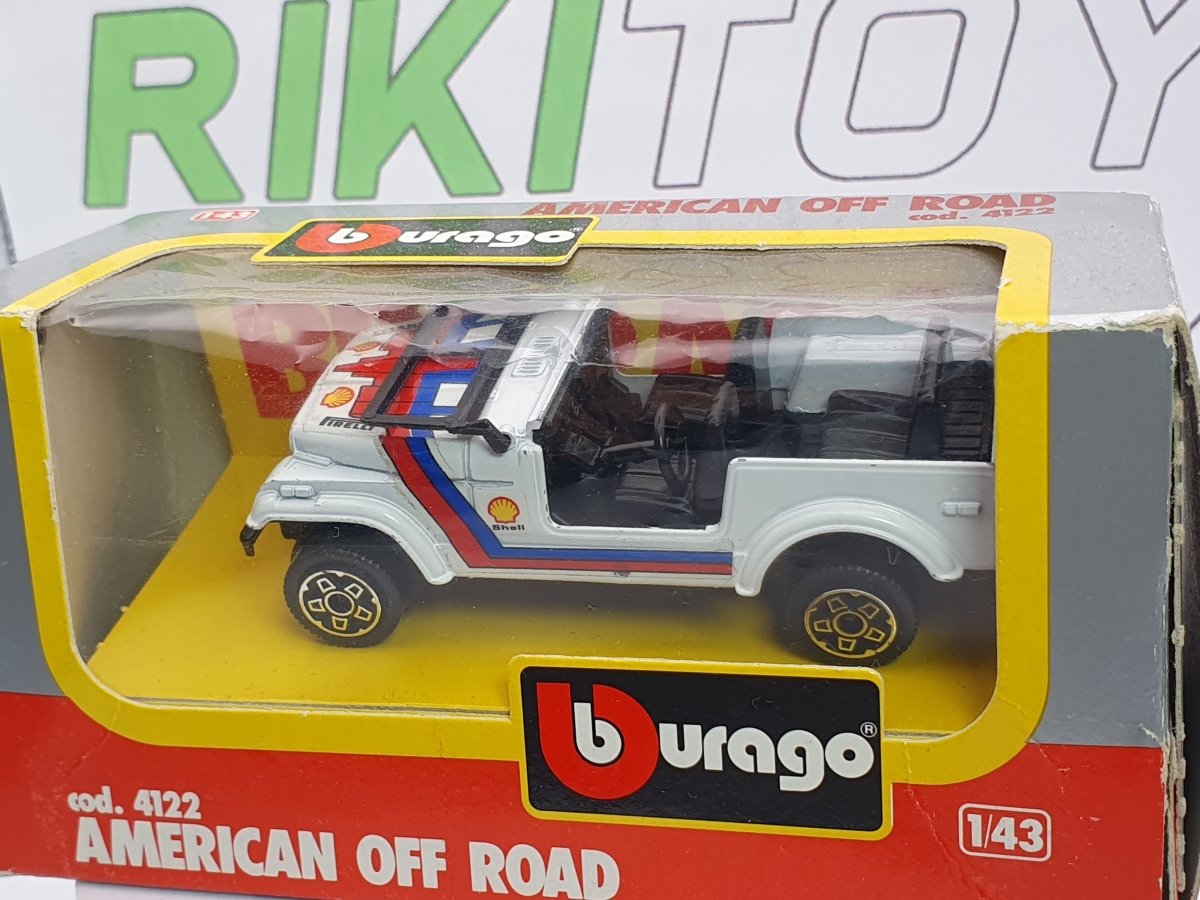 RIKITOY
1:43
AMERICAN OFF ROAD
cod. 4122
burago
PIRELLI
Shell
burago®
cod. 4122
AMERICAN OFF ROAD
1/43